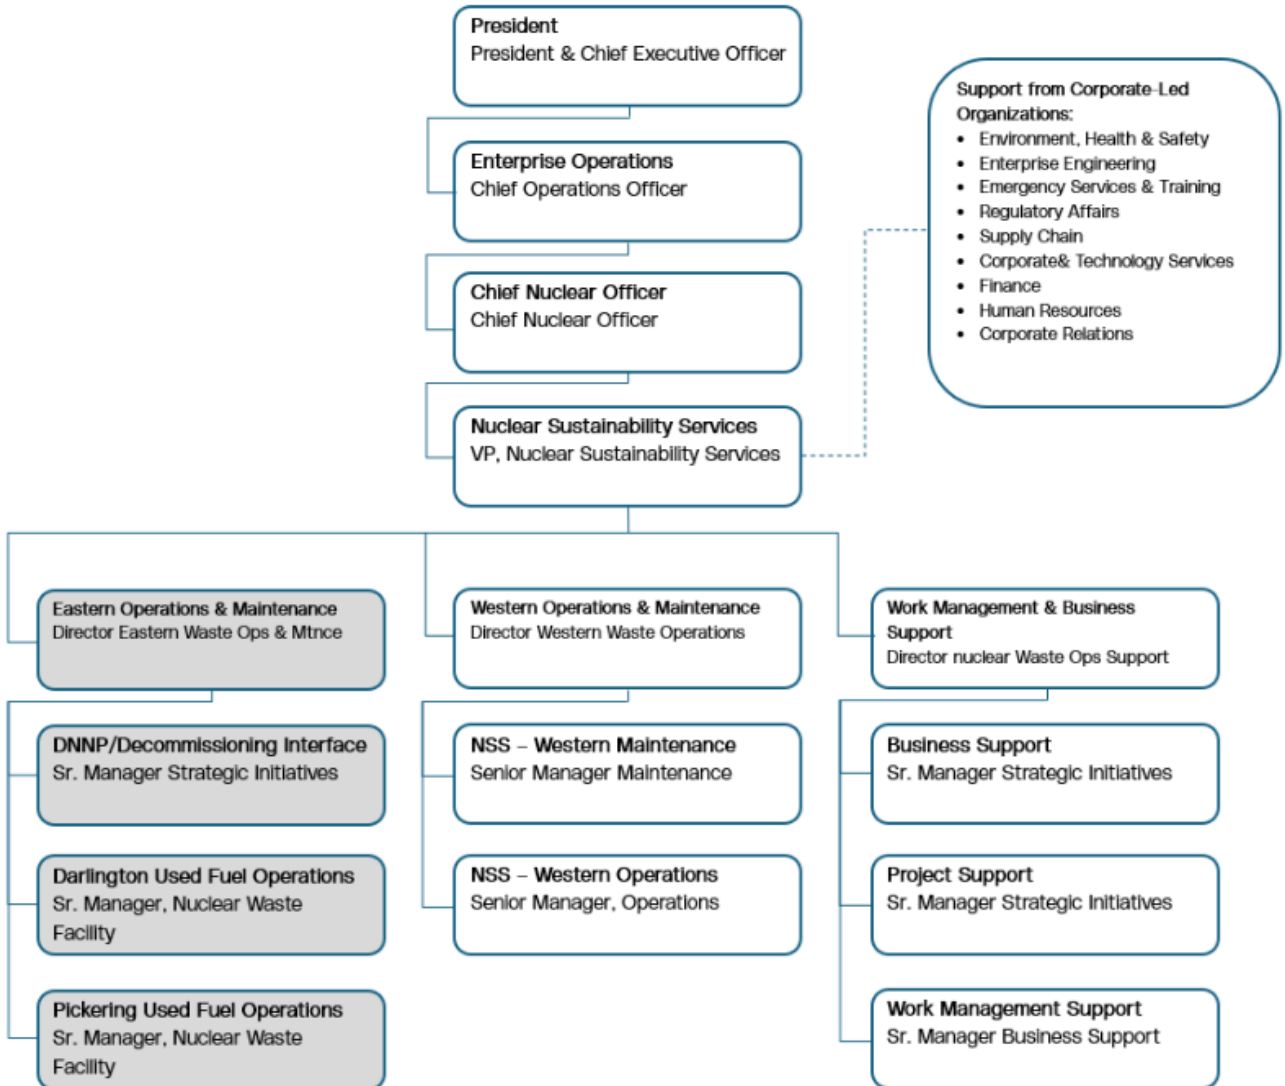 President
President & Chief Executive Officer
Enterprise Operations
Chief Operations Officer
Chief Nuclear Officer
Chief Nuclear Officer
Nuclear Sustainability Services
VP, Nuclear Sustainability Services
Support from Corporate-Led
Organizations:
• Environment, Health & Safety
• Enterprise Engineering
• Emergency Services & Training
• Regulatory Affairs
• Supply Chain
• Corporate& Technology Services
• Finance
• Human Resources
• Corporate Relations
Eastern Operations & Maintenance
Director Eastern Waste Ops & Mtnce
DNNP/Decommissioning Interface
Sr. Manager Strategic Initiatives
Darlington Used Fuel Operations
Sr. Manager, Nuclear Waste
Facility
Pickering Used Fuel Operations
Sr. Manager, Nuclear Waste
Facility
Western Operations & Maintenance
Director Western Waste Operations
NSS – Western Maintenance
Senior Manager Maintenance
NSS – Western Operations
Senior Manager, Operations
Work Management & Business
Support
Director nuclear Waste Ops Support
Business Support
Sr. Manager Strategic Initiatives
Project Support
Sr. Manager Strategic Initiatives
Work Management Support
Sr. Manager Business Support